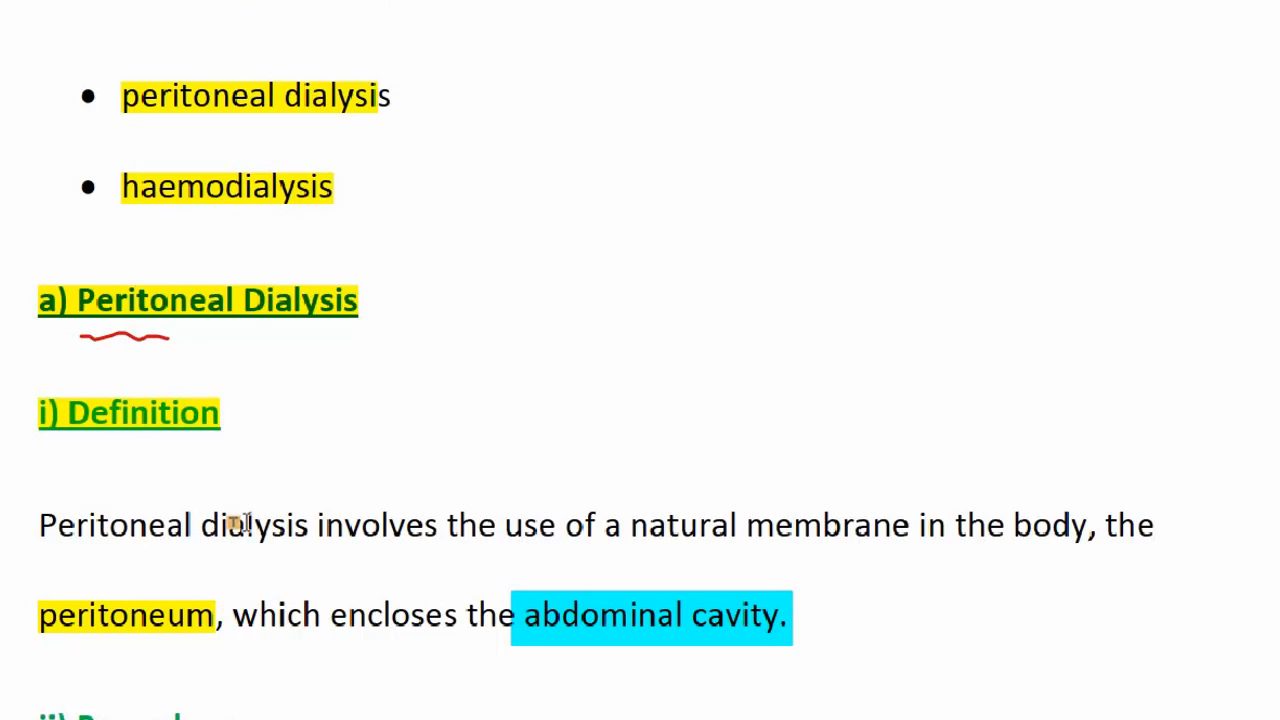 • peritoneal dialysis
• haemodialysis
a) Peritoneal Dialysis
i) Definition
Peritoneal dialysis involves the use of a natural membrane in the body, the
peritoneum, which encloses the abdominal cavity.
ii)